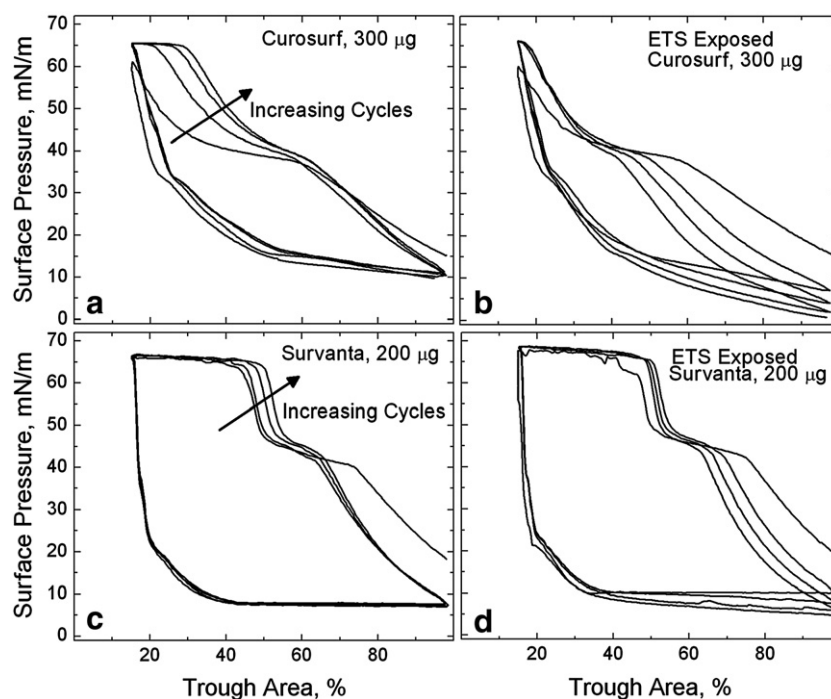 70
60
50
40
30
20
10
0
Surface Pressure, mN/m
Curosurf, 300 µg
Increasing Cycles
a
ETS Exposed
Curosurf, 300 µg
b
70
60
50
40
30
20
10
0
Surface Pressure, mN/m
Survanta, 200 µg
Increasing Cycles
c
ETS Exposed
Survanta, 200 µg
d
20 40 60 80
20 40 60 80
Trough Area, %
Trough Area, %